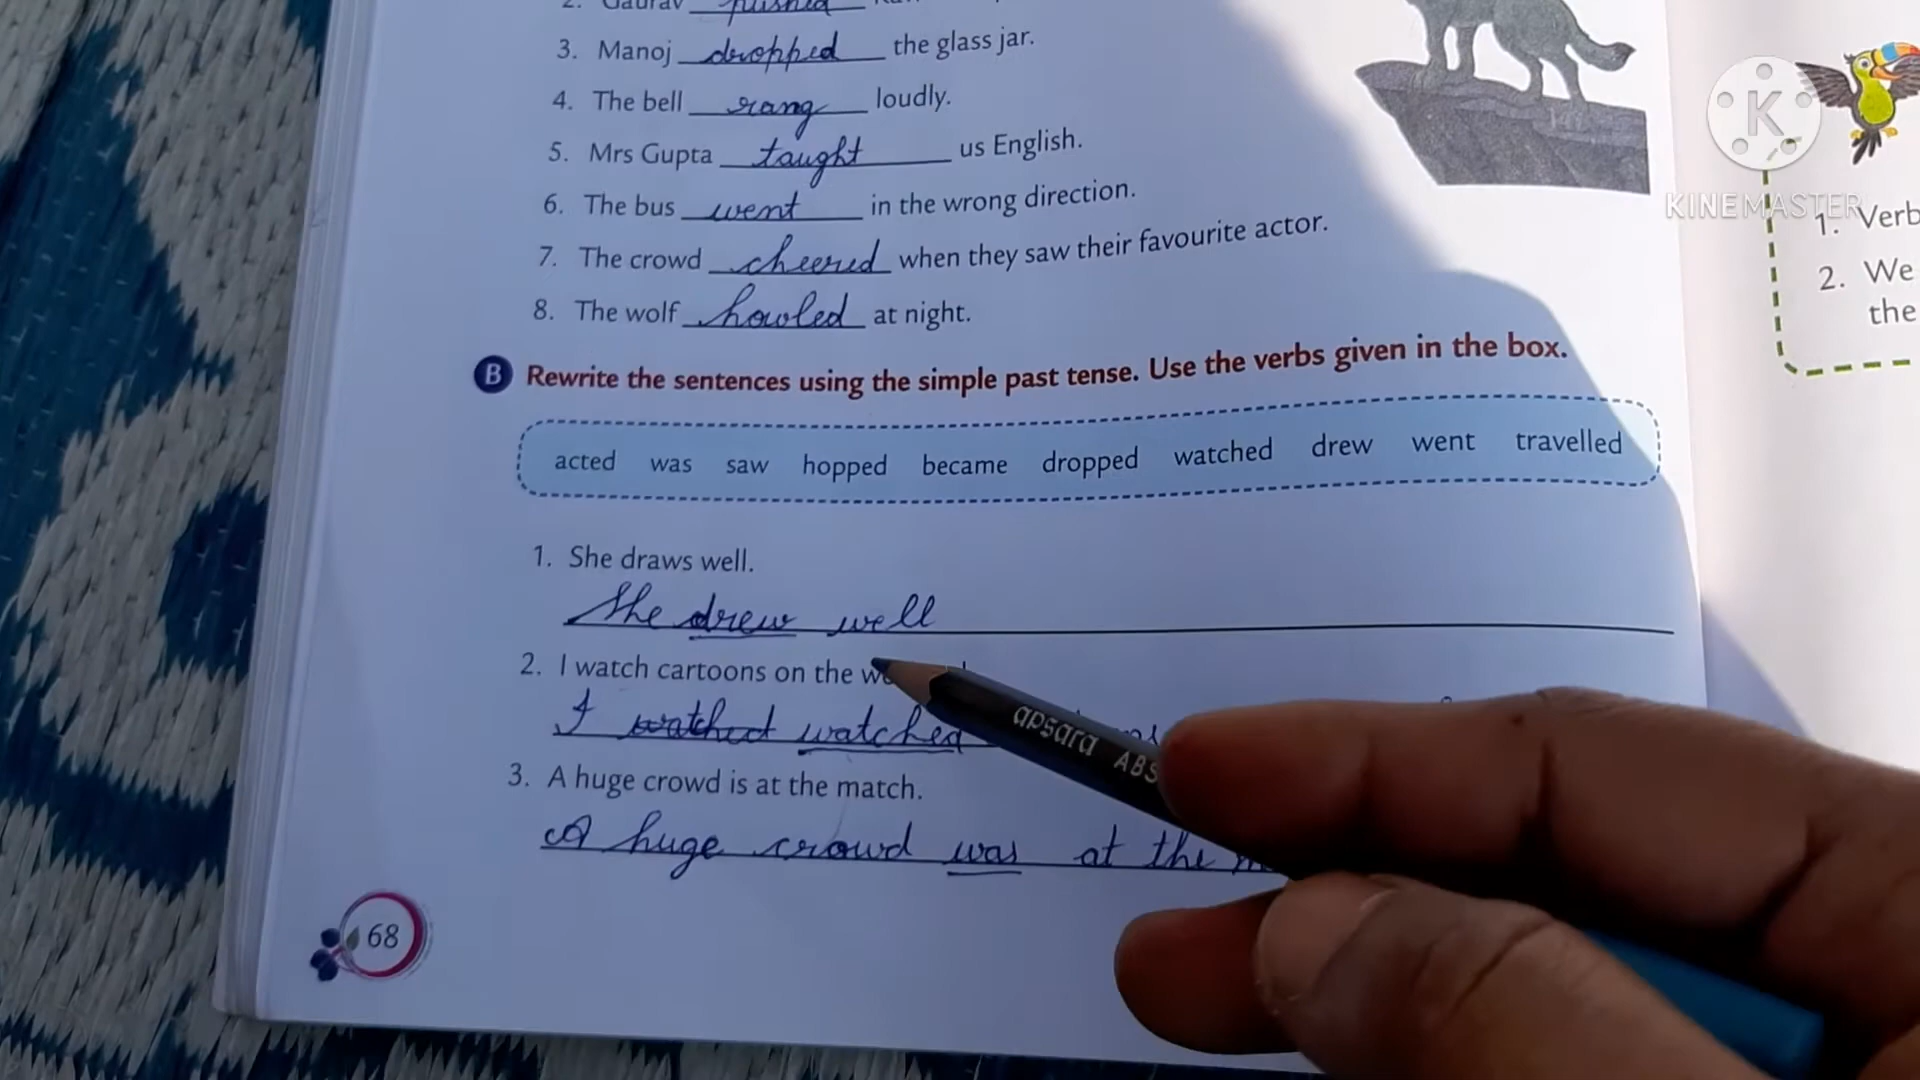 2. Gaurav pushed
3. Manoj dropped the glass jar.
4. The bell rang loudly.
5. Mrs Gupta taught us English.
6. The bus went in the wrong direction.
7. The crowd cheered when they saw their favourite actor.
8. The wolf howled at night.
B Rewrite the sentences using the simple past tense. Use the verbs given in the box.
acted was saw hopped became dropped watched drew went travelled
1. She draws well.
She drew well
2. I watch cartoons on the
I watched watched
3. A huge crowd is at the match.
A huge crowd was at the
68
apsara ABS
K
KINEMASTER
1. Verb
2. We
the